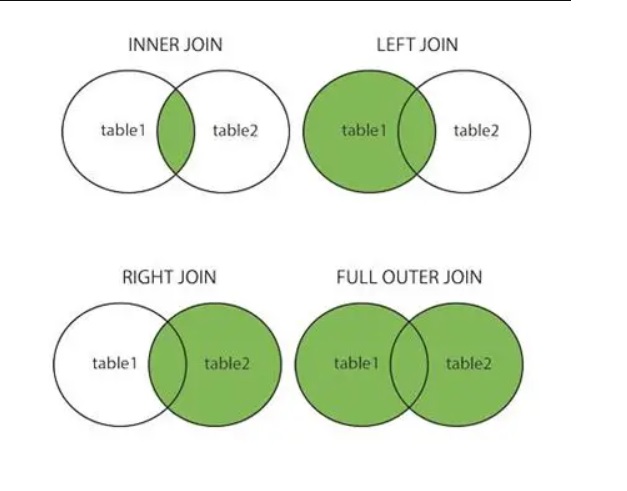 INNER JOIN
LEFT JOIN
table1
table2
table1
table2
RIGHT JOIN
FULL OUTER JOIN
table1
table2
table1
table2